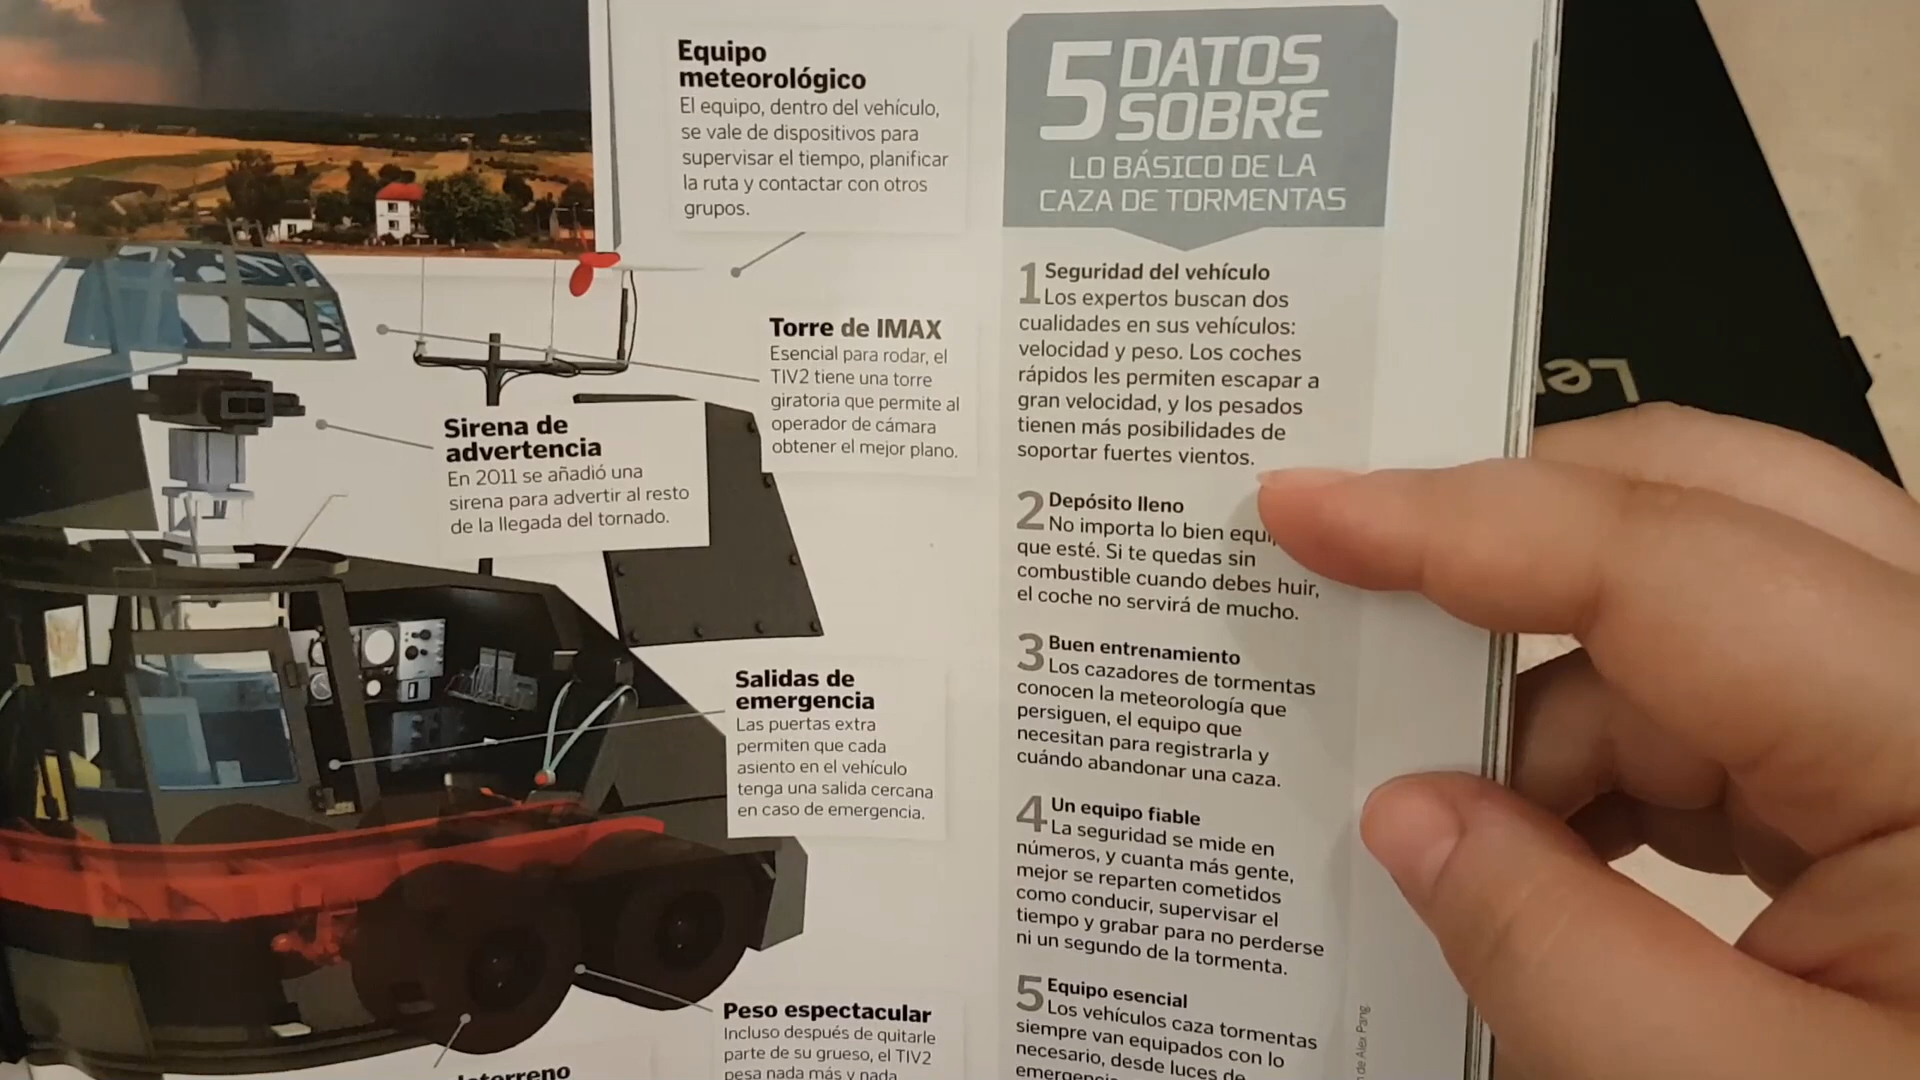 Equipo
meteorológico
El equipo, dentro del vehículo,
se vale de dispositivos para
supervisar el tiempo, planificar
la ruta y contactar con otros
grupos.
Torre de IMAX
Esencial para rodar, el
TIV2 tiene una torre
giratoria que permite al
operador de cámara
obtener el mejor plano.
Sirena de
advertencia
En 2011 se añadió una
sirena para advertir al resto
de la llegada del tornado.
Salidas de
emergencia
Las puertas extra
permiten que cada
asiento en el vehículo
tenga una salida cercana
en caso de emergencia.
Peso espectacular
Incluso después de quitarle
parte de su grueso, el TIV2
pesa nada más y nada
5 DATOS
SOBRE
LO BÁSICO DE LA
CAZA DE TORMENTAS
1 Seguridad del vehículo
Los expertos buscan dos
cualidades en sus vehículos:
velocidad y peso. Los coches
rápidos les permiten escapar a
gran velocidad, y los pesados
tienen más posibilidades de
soportar fuertes vientos.
2 Depósito lleno
No importa lo bien
que esté. Si te quedas sin
combustible cuando debes huir,
el coche no servirá de mucho.
3 Buen entrenamiento
Los cazadores de tormentas
conocen la meteorología que
persiguen, el equipo que
necesitan para registrarla y
cuándo abandonar una caza.
4 Un equipo fiable
La seguridad se mide en
números, y cuanta más gente,
mejor se reparten cometidos
como conducir, supervisar el
tiempo y grabar para no perderse
ni un segundo de la tormenta.
5 Equipo esencial
Los vehículos caza tormentas
siempre van equipados con lo
necesario, desde luces de
de Alex Pang